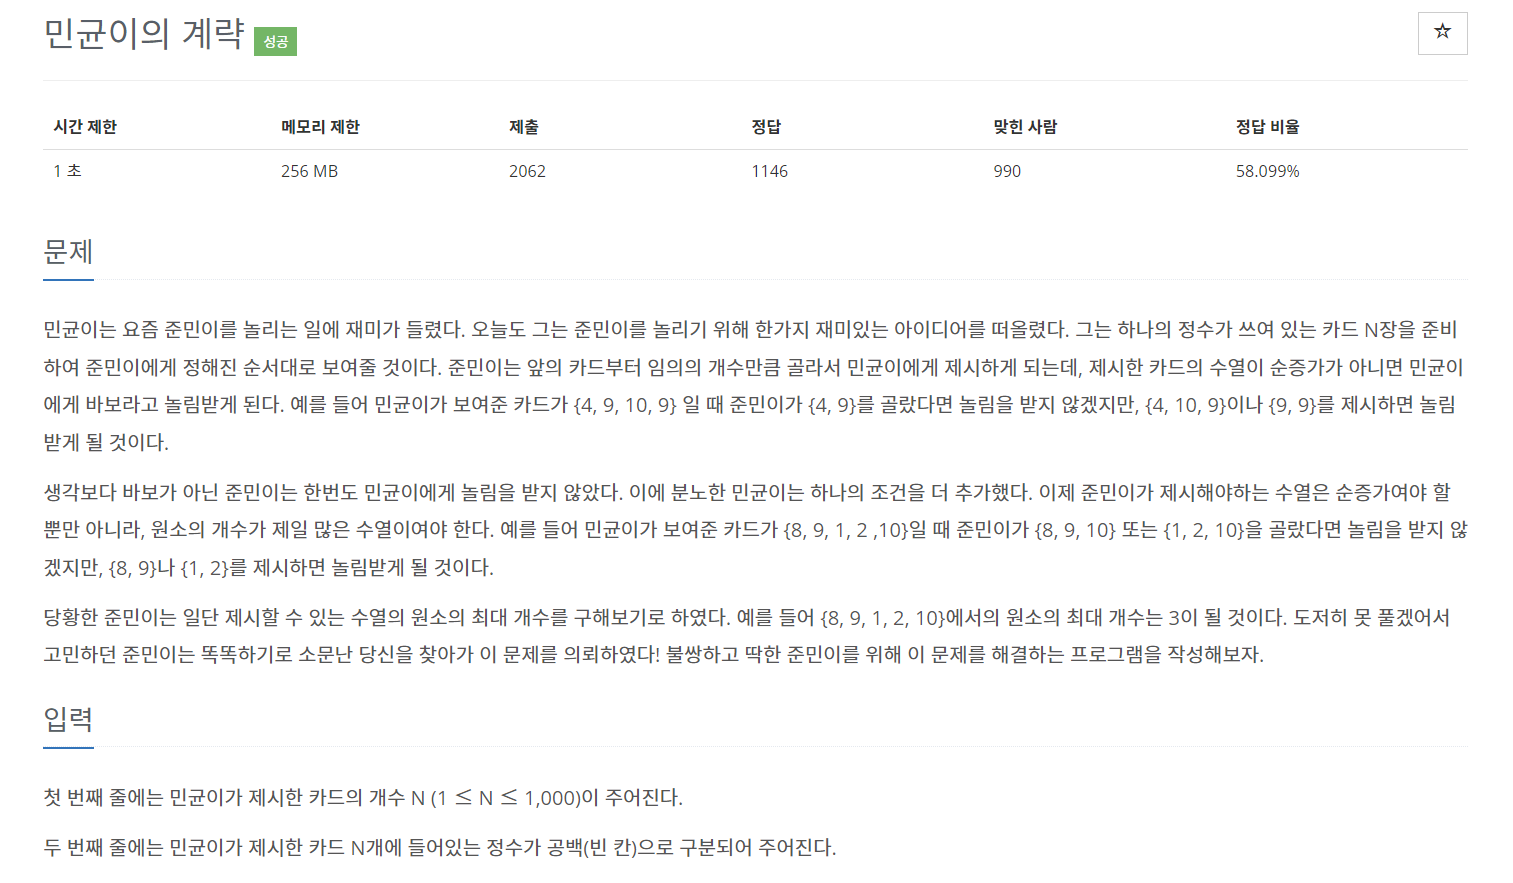 민균이의 계략 성공
☆
시간 제한 메모리 제한 제출 정답 맞힌 사람 정답 비율
1 초 256 MB 2062 1146 990 58.099%
문제
민균이는 요즘 준민이를 놀리는 일에 재미가 들렸다. 오늘도 그는 준민이를 놀리기 위해 한가지 재미있는 아이디어를 떠올렸다. 그는 하나의 정수가 쓰여 있는 카드 N장을 준비
하여 준민이에게 정해진 순서대로 보여줄 것이다. 준민이는 앞의 카드부터 임의의 개수만큼 골라서 민균이에게 제시하게 되는데, 제시한 카드의 수열이 순증가가 아니면 민균이
에게 바보라고 놀림받게 된다. 예를 들어 민균이가 보여준 카드가 {4, 9, 10, 9} 일 때 준민이가 {4, 9}를 골랐다면 놀림을 받지 않겠지만, {4, 10, 9}이나 {9, 9}를 제시하면 놀림
받게 될 것이다.
생각보다 바보가 아닌 준민이는 한번도 민균이에게 놀림을 받지 않았다. 이에 분노한 민균이는 하나의 조건을 더 추가했다. 이제 준민이가 제시해야하는 수열은 순증가여야 할
뿐만 아니라, 원소의 개수가 제일 많은 수열이여야 한다. 예를 들어 민균이가 보여준 카드가 {8, 9, 1, 2 ,10}일 때 준민이가 {8, 9, 10} 또는 {1, 2, 10}을 골랐다면 놀림을 받지 않
겠지만, {8, 9}나 {1, 2}를 제시하면 놀림받게 될 것이다.
당황한 준민이는 일단 제시할 수 있는 수열의 원소의 최대 개수를 구해보기로 하였다. 예를 들어 {8, 9, 1, 2, 10}에서의 원소의 최대 개수는 3이 될 것이다. 도저히 못 풀겠어서
고민하던 준민이는 똑똑하기로 소문난 당신을 찾아가 이 문제를 의뢰하였다! 불쌍하고 딱한 준민이를 위해 이 문제를 해결하는 프로그램을 작성해보자.
입력
첫 번째 줄에는 민균이가 제시한 카드의 개수 N (1 ≤ N ≤ 1,000)이 주어진다.
두 번째 줄에는 민균이가 제시한 카드 N개에 들어있는 정수가 공백(빈 칸)으로 구분되어 주어진다.